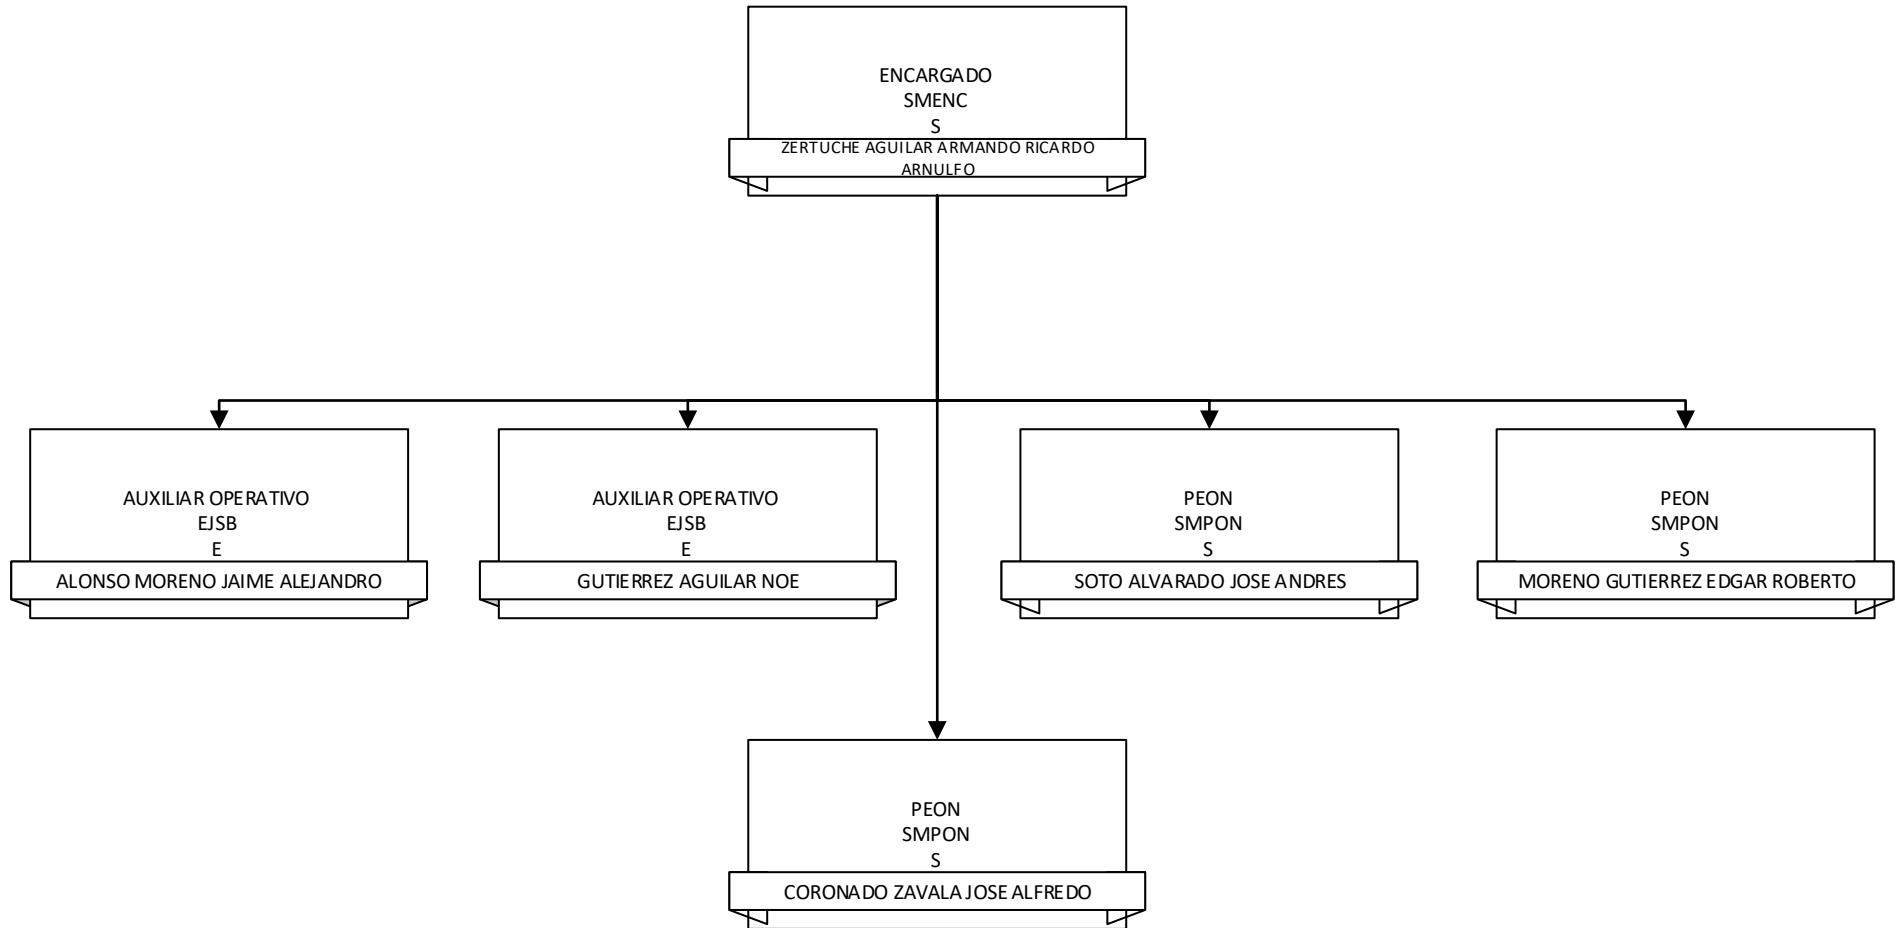 ENCARGADO
SMENC
S
ZERTUCHE AGUILAR ARMANDO RICARDO
ARNULFO
AUXILIAR OPERATIVO
EJSB
E
ALONSO MORENO JAIME ALEJANDRO
AUXILIAR OPERATIVO
EJSB
E
GUTIERREZ AGUILAR NOE
PEON
SMPON
S
SOTO ALVARADO JOSE ANDRES
PEON
SMPON
S
MORENO GUTIERREZ EDGAR ROBERTO
PEON
SMPON
S
CORONADO ZAVALA JOSE ALFREDO